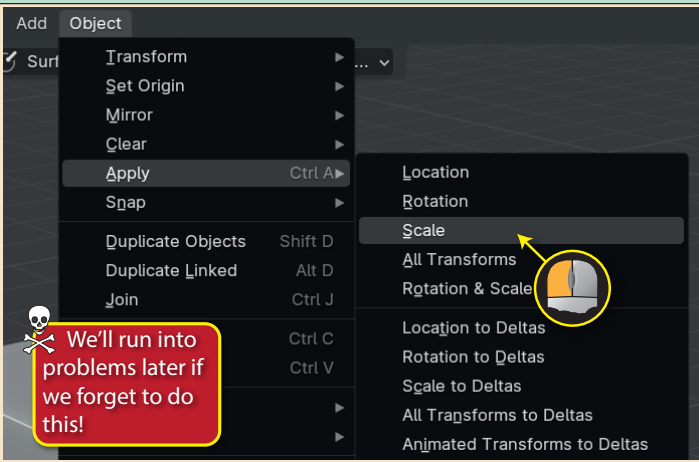 Add Object
Surf
... 
Transform
Set Origin
Mirror
Clear
Apply Ctrl A
Snap
Duplicate Objects Shift D
Duplicate Linked Alt D
Join Ctrl J
Ctrl C
Ctrl V
Location
Rotation
Scale
All Transforms
Rotation & Scale
Location to Deltas
Rotation to Deltas
Scale to Deltas
All Transforms to Deltas
Animated Transforms to Deltas
We'll run into
problems later if
we forget to do
this!